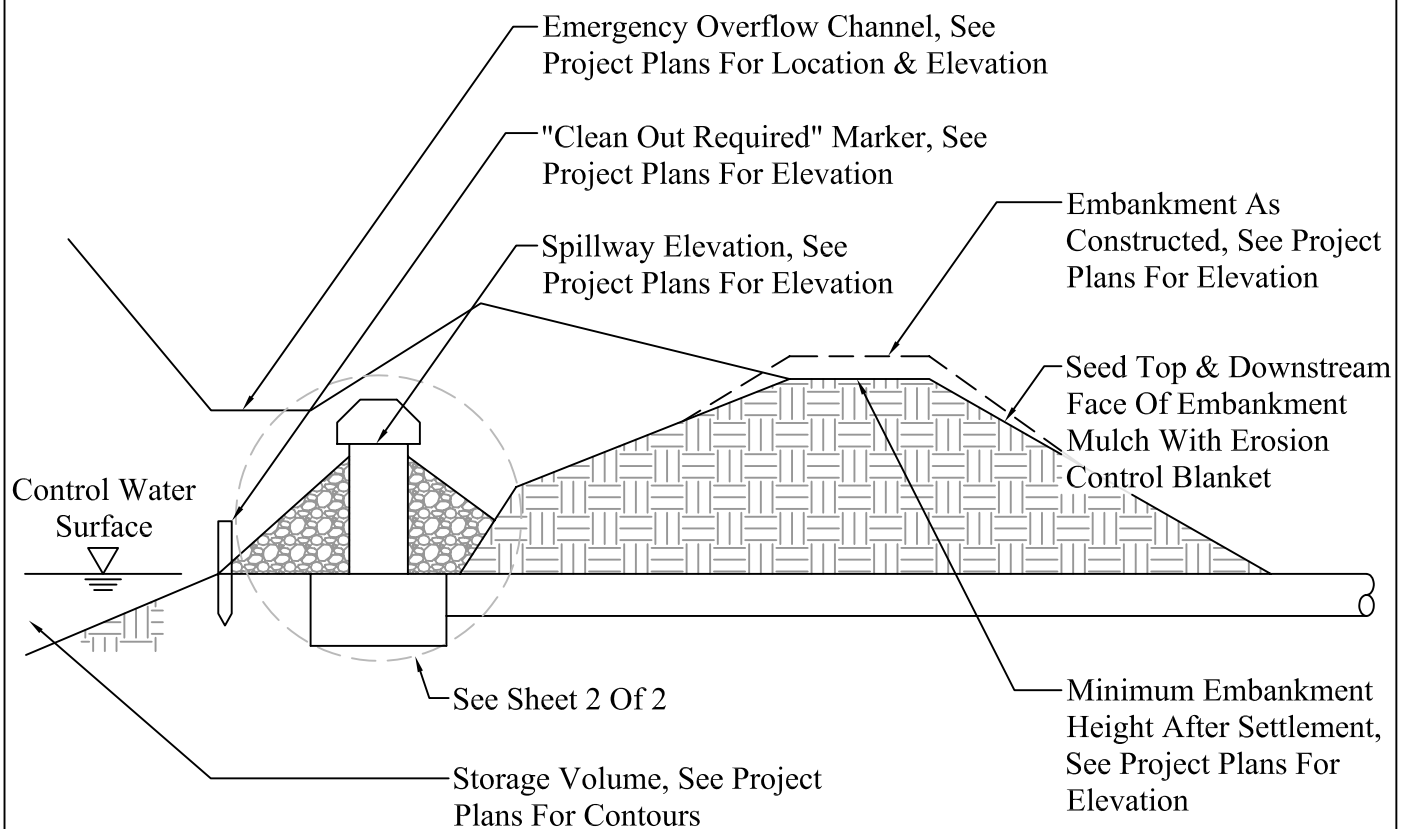 Emergency Overflow Channel, See
Project Plans For Location & Elevation
"Clean Out Required" Marker, See
Project Plans For Elevation
Spillway Elevation, See
Project Plans For Elevation
Embankment As
Constructed, See Project
Plans For Elevation
Seed Top & Downstream
Face Of Embankment
Mulch With Erosion
Control Blanket
Control Water
Surface
See Sheet 2 Of 2
Storage Volume, See Project
Plans For Contours
Minimum Embankment
Height After Settlement,
See Project Plans For
Elevation